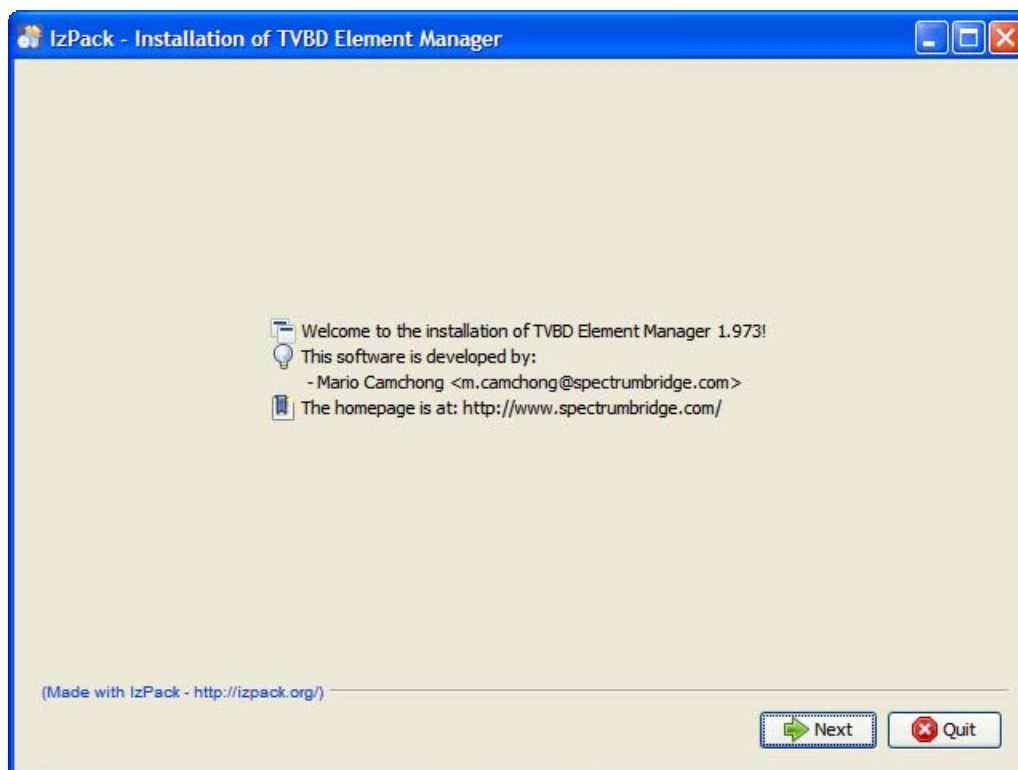 IzPack - Installation of TVBD Element Manager
Welcome to the installation of TVBD Element Manager 1.973!
This software is developed by:
- Mario Camchong <m.camchong@spectrumbridge.com>
The homepage is at: http://www.spectrumbridge.com/
(Made with IzPack - http://izpack.org/)
Next
Quit